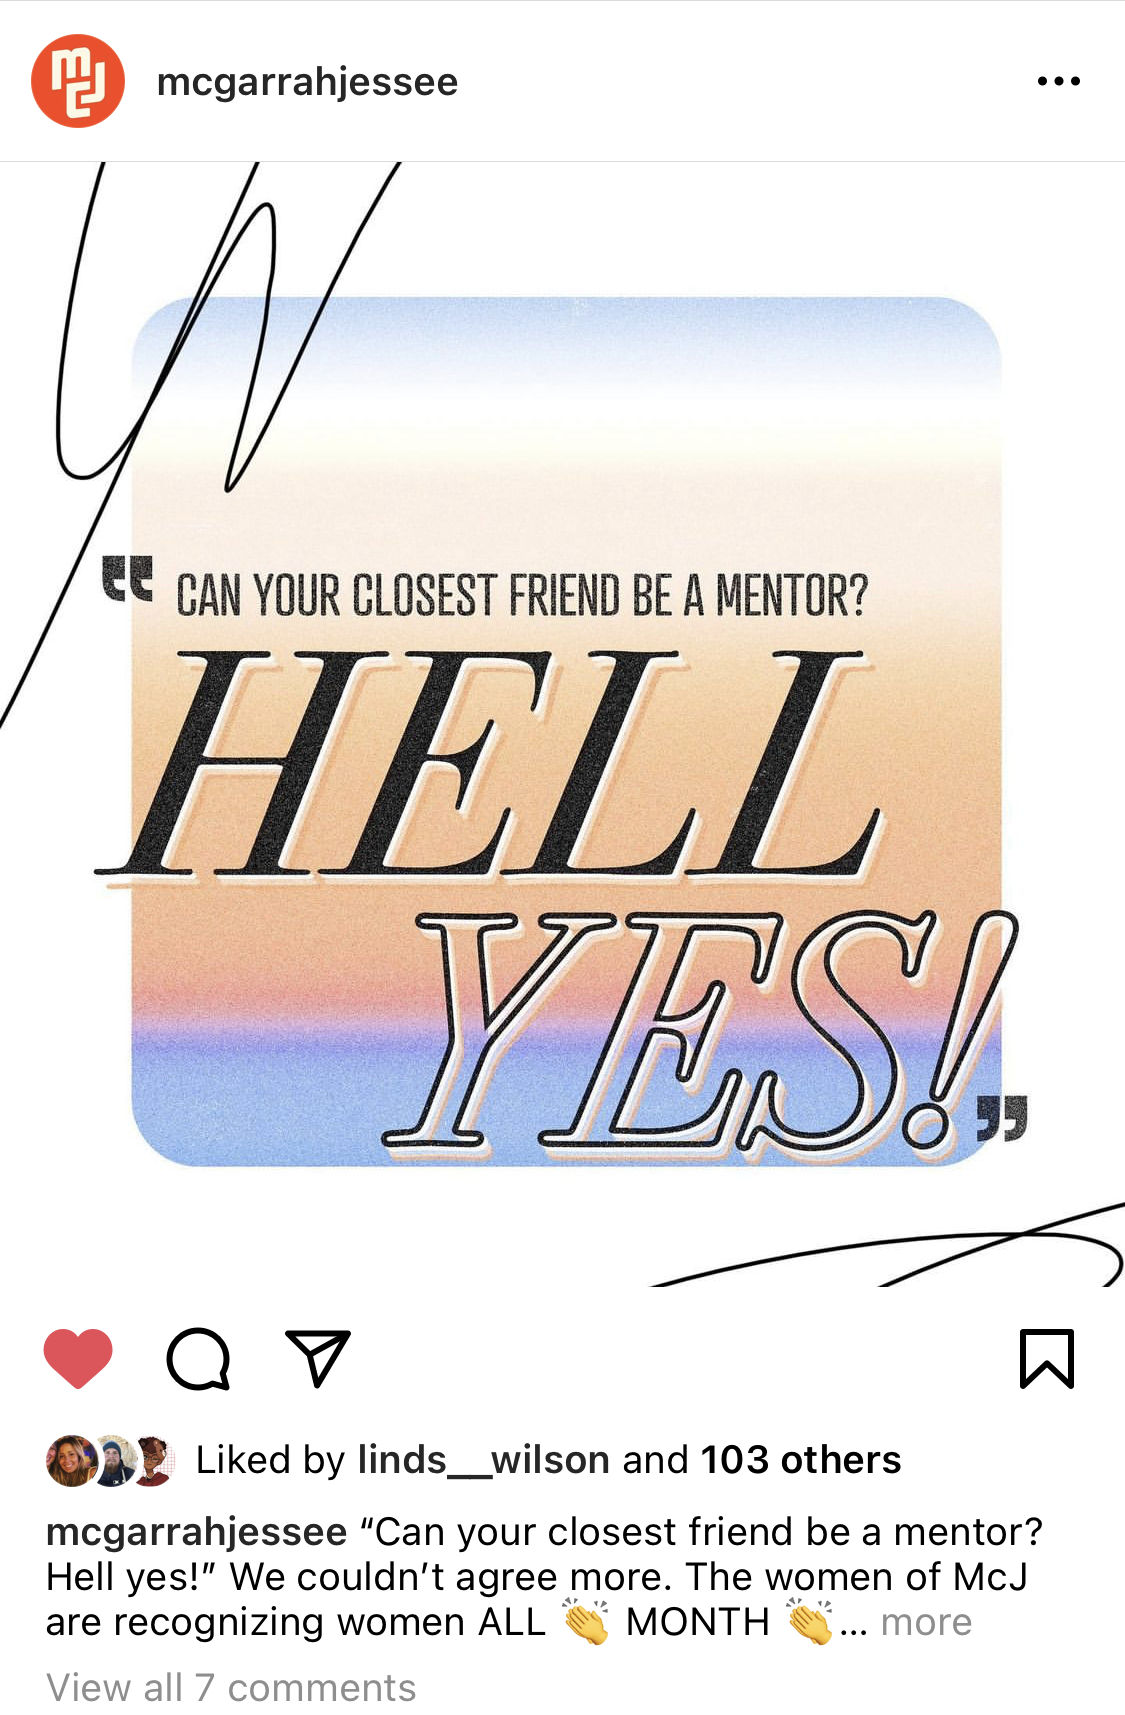 mcgarrahjessee
“ CAN YOUR CLOSEST FRIEND BE A MENTOR?
HELL
YES! ”
Liked by linds__wilson and 103 others
mcgarrahjessee “Can your closest friend be a mentor?
Hell yes!” We couldn’t agree more. The women of McJ
are recognizing women ALL 👏 MONTH 👏... more
View all 7 comments